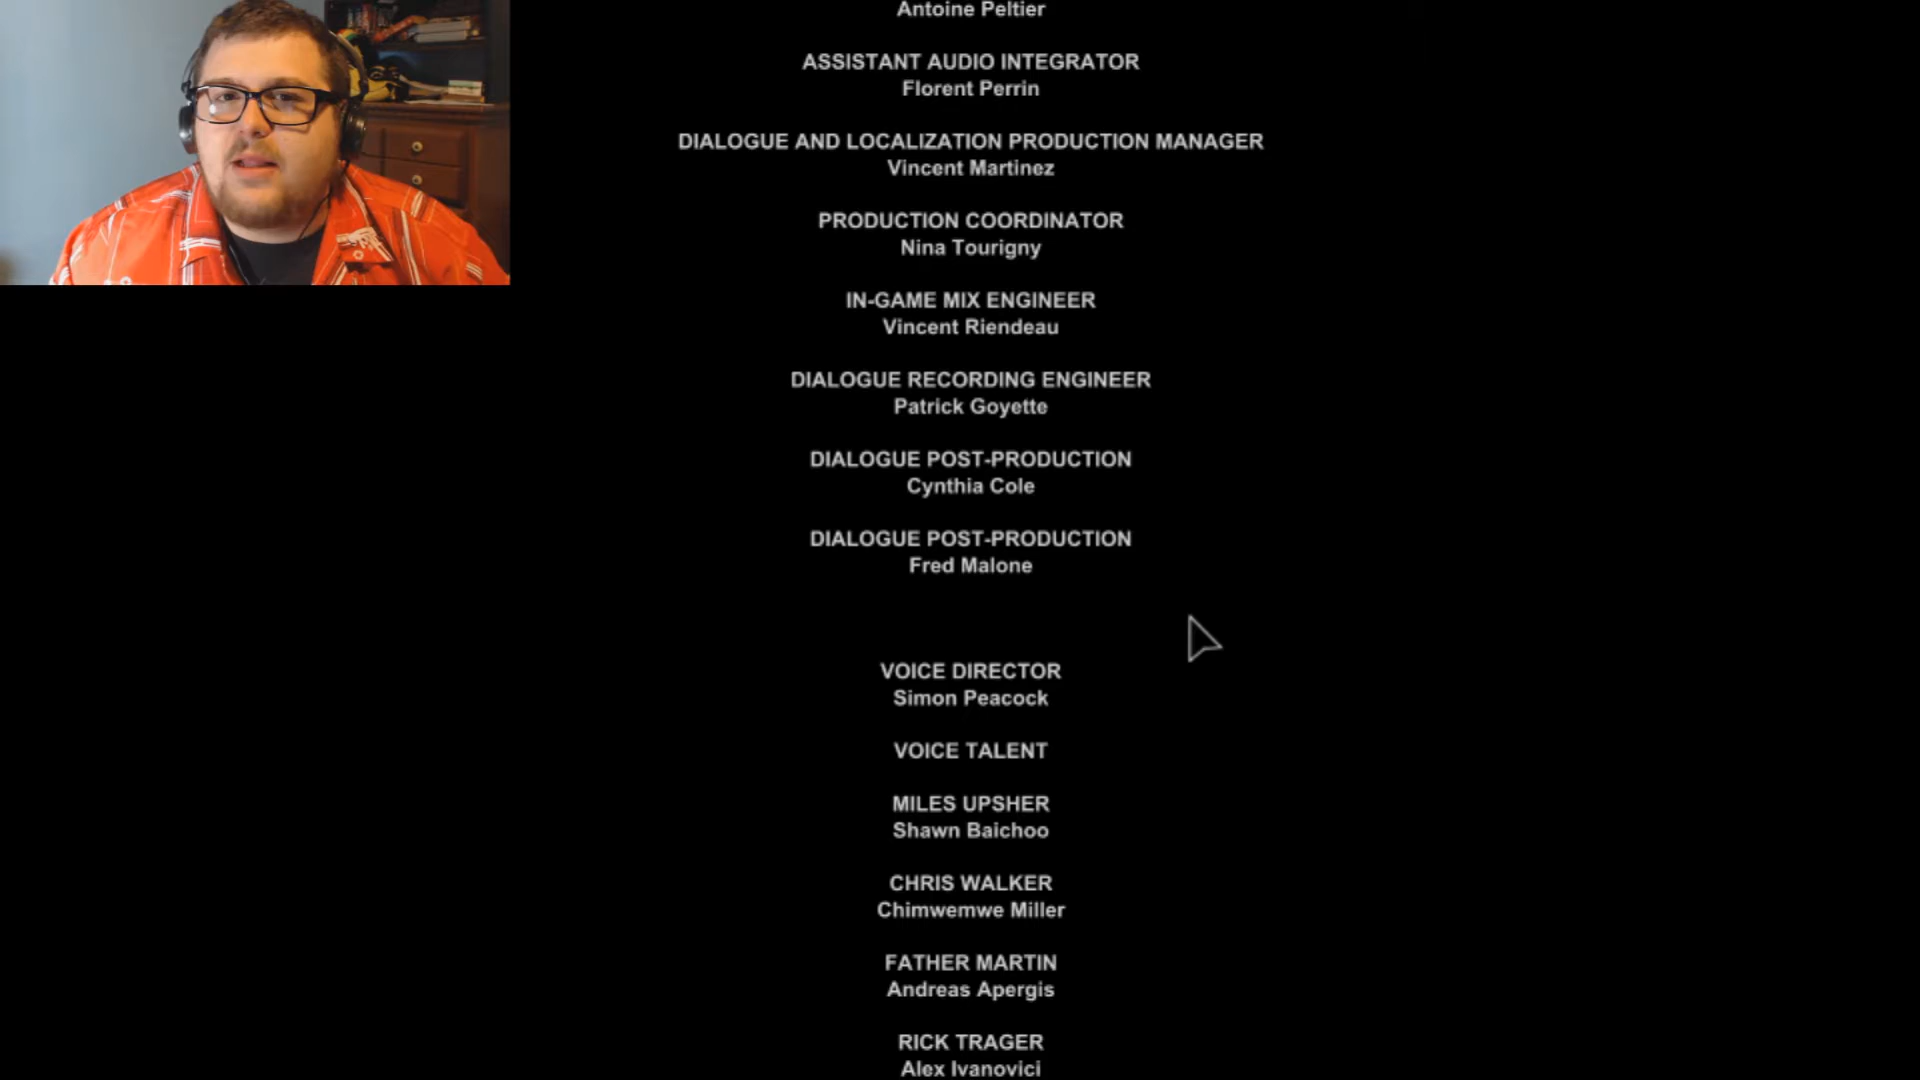 Antoine Peltier
ASSISTANT AUDIO INTEGRATOR
Florent Perrin
DIALOGUE AND LOCALIZATION PRODUCTION MANAGER
Vincent Martinez
PRODUCTION COORDINATOR
Nina Tourigny
IN-GAME MIX ENGINEER
Vincent Riendeau
DIALOGUE RECORDING ENGINEER
Patrick Goyette
DIALOGUE POST-PRODUCTION
Cynthia Cole
DIALOGUE POST-PRODUCTION
Fred Malone
VOICE DIRECTOR
Simon Peacock
VOICE TALENT
MILES UPSHER
Shawn Baichoo
CHRIS WALKER
Chimwemwe Miller
FATHER MARTIN
Andreas Apergis
RICK TRAGER
Alex Ivanovici